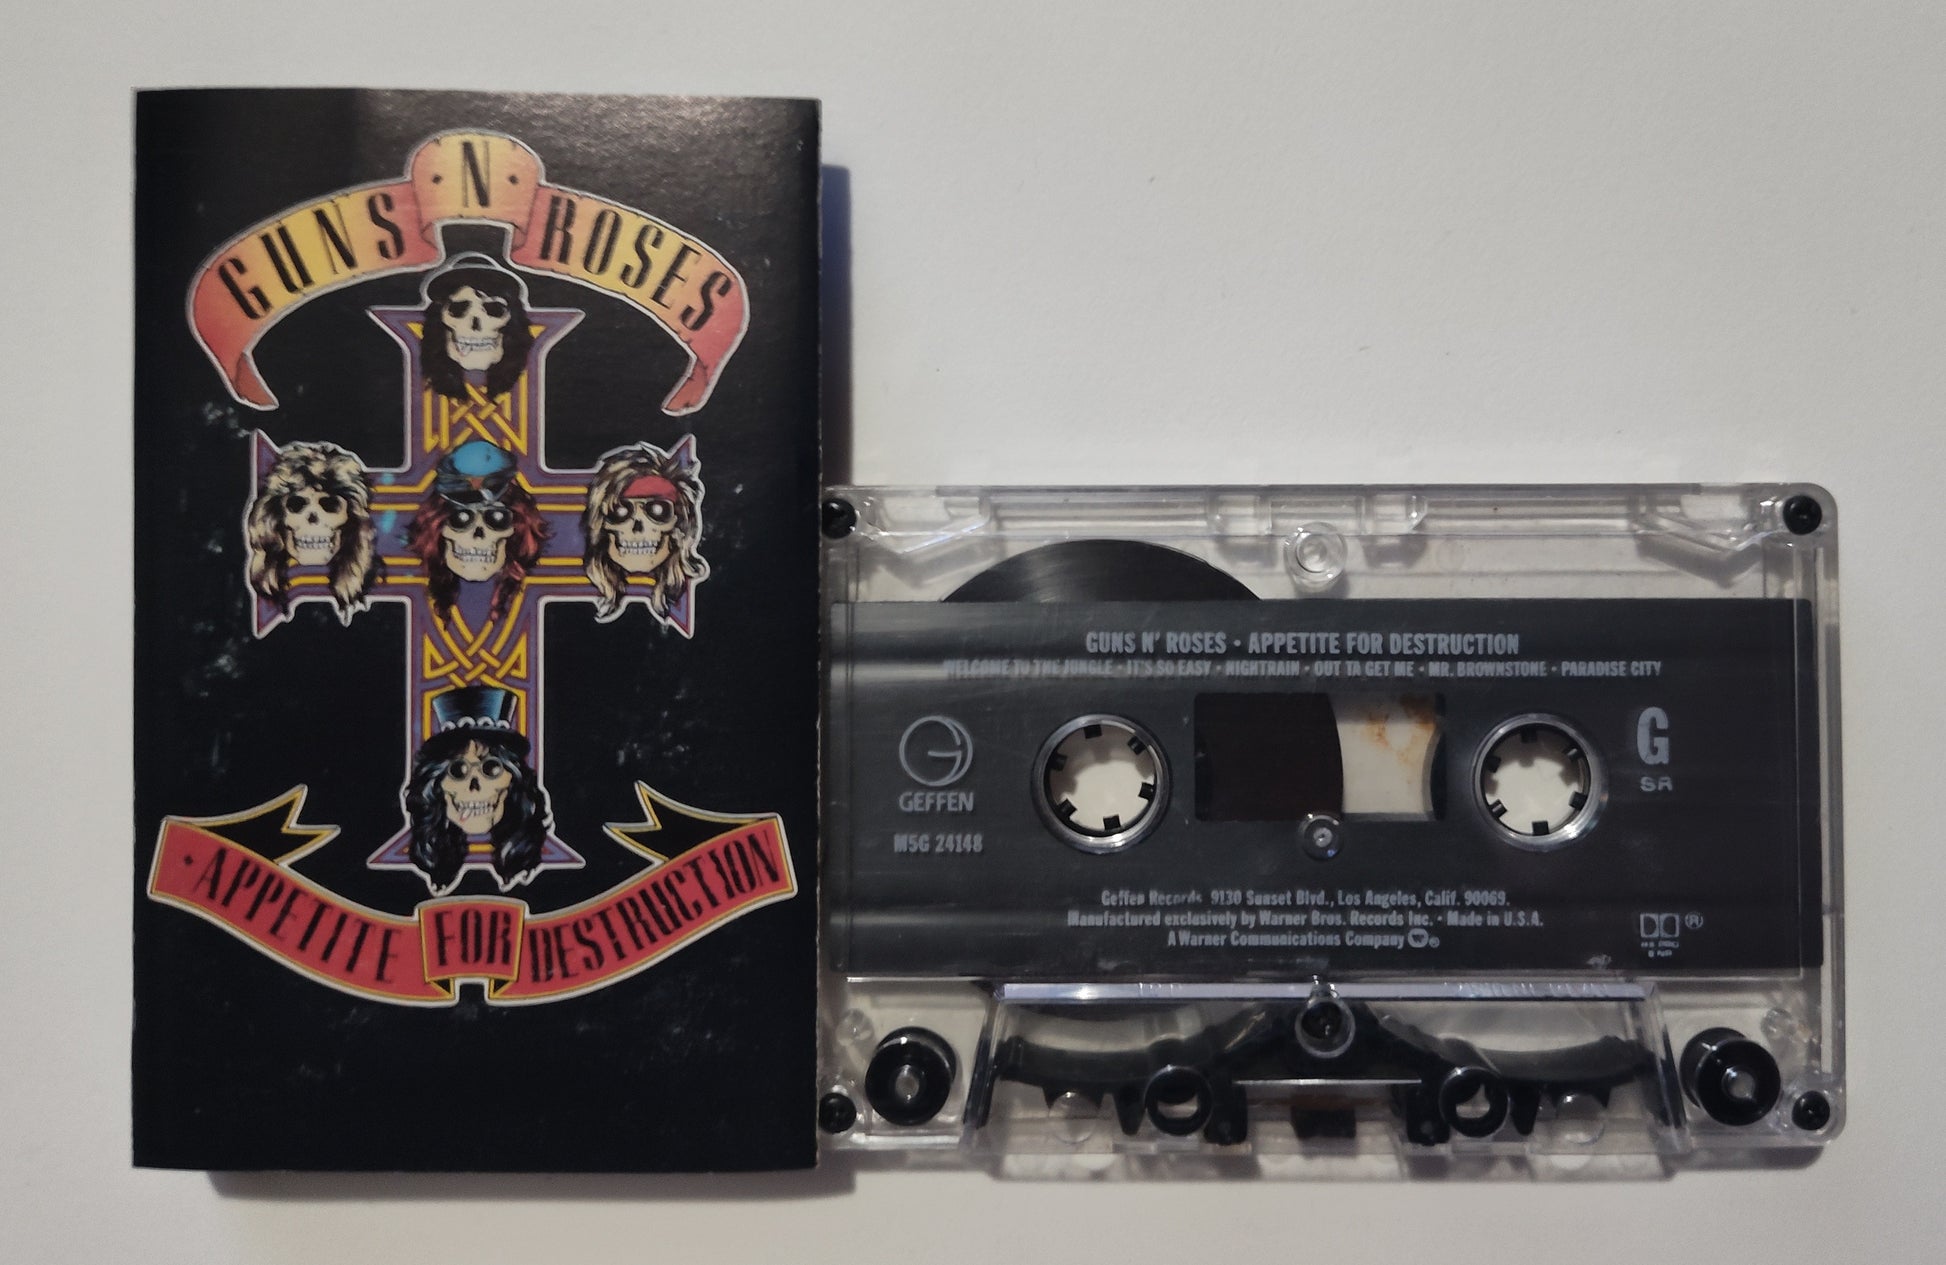 GUNS · N · ROSES
· APPETITE FOR DESTRUCTION
GUNS N' ROSES • APPETITE FOR DESTRUCTION
WELCOME TO THE JUNGLE • IT'S SO EASY • NIGHTRAIN • OUT TA GET ME • MR. BROWNSTONE • PARADISE CITY
G
SR
GEFFEN
M5G 24148
Geffen Records, 9130 Sunset Blvd., Los Angeles, Calif. 90069.
Manufactured exclusively by Warner Bros. Records Inc. • Made in U.S.A.
A Warner Communications Company ®
®